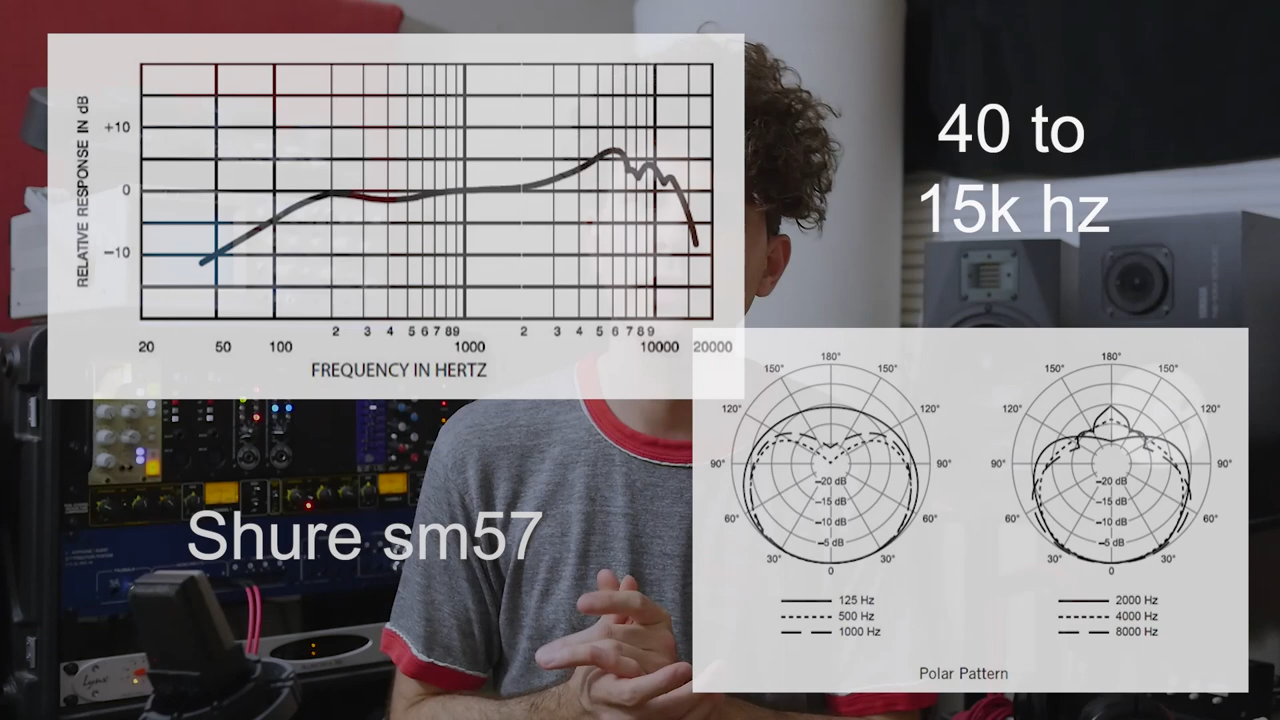 RELATIVE RESPONSE IN dB
+10
0
−10
2 3 4 5 6 7 8 9 2 3 4 5 6 7 8 9
20 50 100 1000 10000 20000
FREQUENCY IN HERTZ
40 to
15k hz
Shure sm57
180°
150° 150°
120° 120°
90° 90°
60° 60°
30° 30°
0
−20 dB
−15 dB
−10 dB
−5 dB
125 Hz
500 Hz
1000 Hz
180°
150° 150°
120° 120°
90° 90°
60° 60°
30° 30°
0
−20 dB
−15 dB
−10 dB
−5 dB
2000 Hz
4000 Hz
8000 Hz
Polar Pattern
Lynx